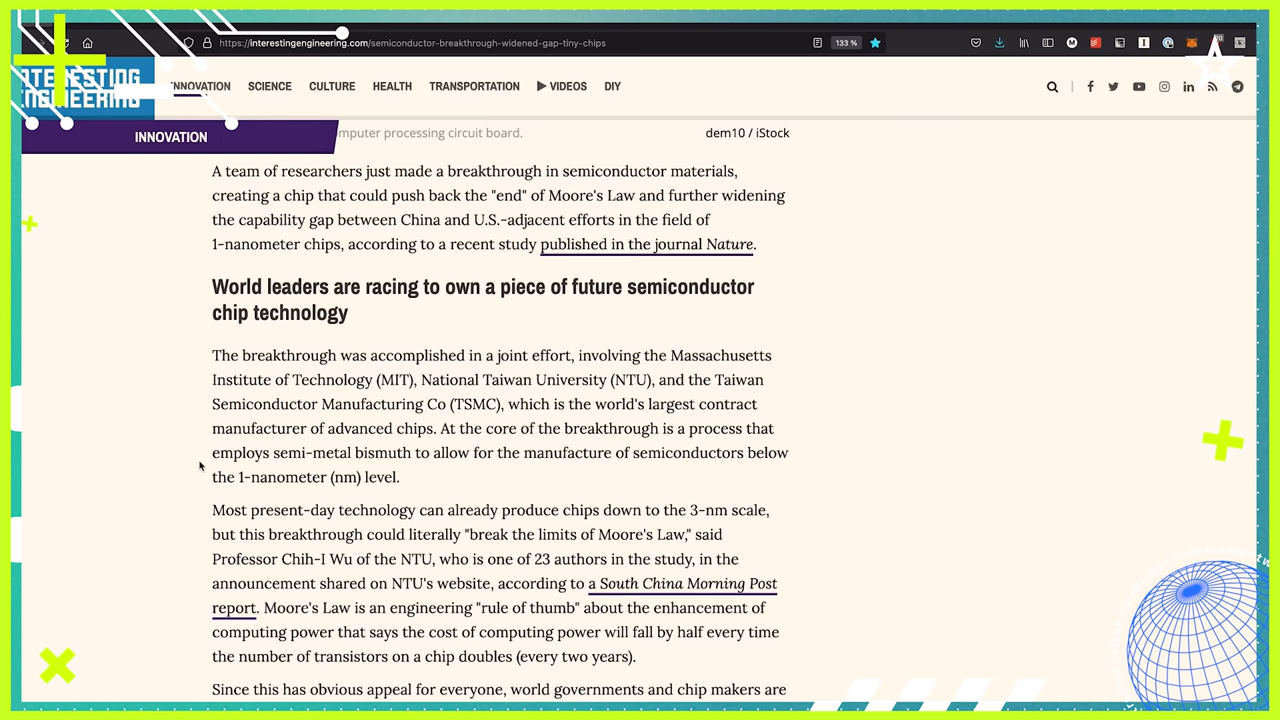 https://interestingengineering.com/semiconductor-breakthrough-widened-gap-tiny-chips
133 %
INTERESTING
ENGINEERING
INNOVATION
SCIENCE
CULTURE
HEALTH
TRANSPORTATION
VIDEOS
DIY
INNOVATION
mputer processing circuit board.
dem10 / iStock
A team of researchers just made a breakthrough in semiconductor materials,
creating a chip that could push back the "end" of Moore's Law and further widening
the capability gap between China and U.S.-adjacent efforts in the field of
1-nanometer chips, according to a recent study published in the journal Nature.
World leaders are racing to own a piece of future semiconductor
chip technology
The breakthrough was accomplished in a joint effort, involving the Massachusetts
Institute of Technology (MIT), National Taiwan University (NTU), and the Taiwan
Semiconductor Manufacturing Co (TSMC), which is the world's largest contract
manufacturer of advanced chips. At the core of the breakthrough is a process that
employs semi-metal bismuth to allow for the manufacture of semiconductors below
the 1-nanometer (nm) level.
Most present-day technology can already produce chips down to the 3-nm scale,
but this breakthrough could literally "break the limits of Moore's Law," said
Professor Chih-I Wu of the NTU, who is one of 23 authors in the study, in the
announcement shared on NTU's website, according to a South China Morning Post
report. Moore's Law is an engineering "rule of thumb" about the enhancement of
computing power that says the cost of computing power will fall by half every time
the number of transistors on a chip doubles (every two years).
Since this has obvious appeal for everyone, world governments and chip makers are